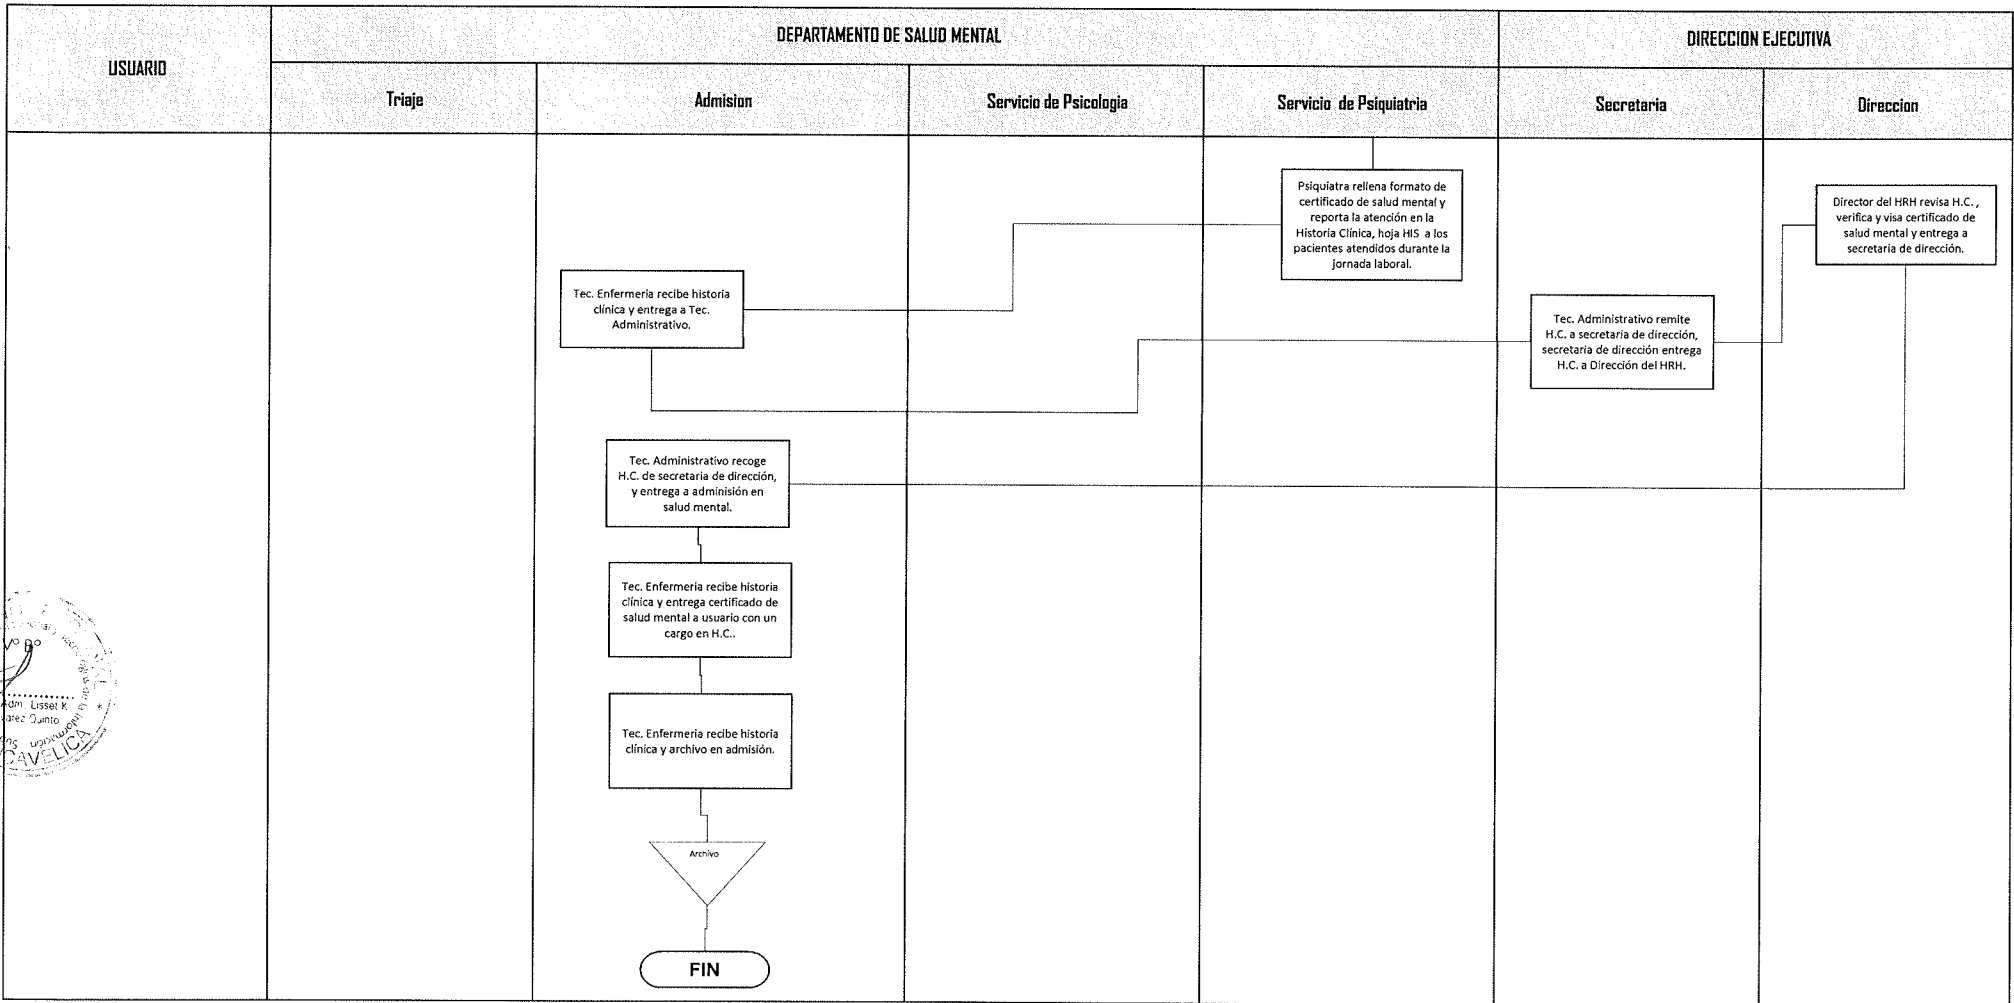 DEPARTAMENTO DE SALUD MENTAL
DIRECCION EJECUTIVA
USUARIO
Triaje
Admision
Servicio de Psicologia
Servicio de Psiquiatria
Secretaria
Direccion
Psiquiatra rellena formato de
certificado de salud mental y
reporta la atención en la
Historia Clínica, hoja HIS a los
pacientes atendidos durante la
jornada laboral.
Director del HRH revisa H.C. ,
verifica y visa certificado de
salud mental y entrega a
secretaria de dirección.
Tec. Enfermeria recibe historia
clínica y entrega a Tec.
Administrativo.
Tec. Administrativo remite
H.C. a secretaria de dirección,
secretaria de dirección entrega
H.C. a Dirección del HRH.
Tec. Administrativo recoge
H.C. de secretaria de dirección,
y entrega a adminisión en
salud mental.
Tec. Enfermeria recibe historia
clínica y entrega certificado de
salud mental a usuario con un
cargo en H.C..
Tec. Enfermeria recibe historia
clínica y archivo en admisión.
Archivo
FIN
Vº Bº
Adm. Lisset K.
Quinto